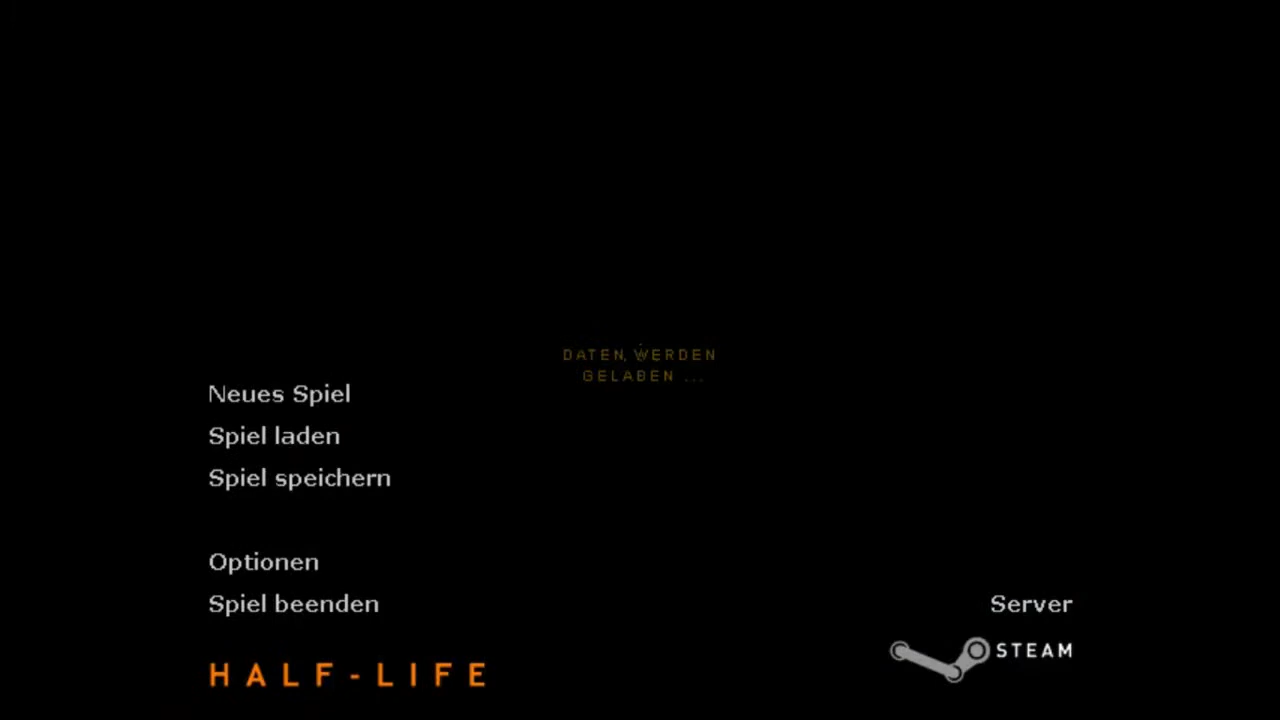 DATEN WERDEN
GELADEN ...
Neues Spiel
Spiel laden
Spiel speichern
Optionen
Spiel beenden
Server
HALF-LIFE
STEAM